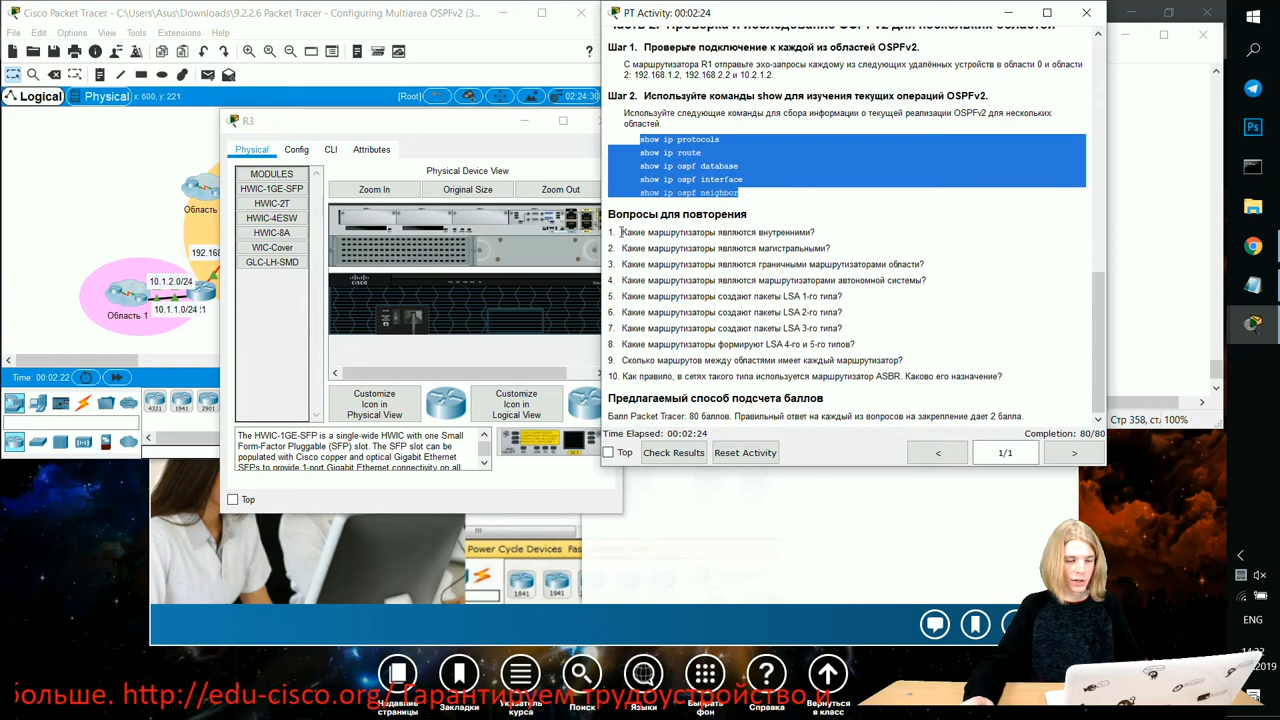 Cisco Packet Tracer - C:\Users\Asus\Downloads\9.2.2.6 Packet Tracer - Configuring Multiarea OSPFv2 (3...
File Edit Options View Tools Extensions Help
Logical
Physical
x: 600, y: 221
[Root]
02:24:30
Область
192.168
10.1.2.0/24
Область 1
10.1.1.0/24
:1
Time: 00:02:22
4321
1941
2901
R3
Physical
Config
CLI
Attributes
MODULES
HWIC-1GE-SFP
HWIC-2T
HWIC-4ESW
HWIC-8A
WIC-Cover
GLC-LH-SMD
Physical Device View
Zoom In
Original Size
Zoom Out
CISCO
Customize
Icon in
Physical View
Customize
Icon in
Logical View
The HWIC-1GE-SFP is a single-wide HWIC with one Small
Form-Factor Pluggable (SFP) slot. The SFP slot can be
populated with Cisco copper and optical Gigabit Ethernet
SFPs to provide 1-port Gigabit Ethernet connectivity on all
Top
PT Activity: 00:02:24
Шаг 1. Проверьте подключение к каждой из областей OSPFv2.
С маршрутизатора R1 отправьте эхо-запросы каждому из следующих удалённых устройств в области 0 и области
2: 192.168.1.2, 192.168.2.2 и 10.2.1.2.
Шаг 2. Используйте команды show для изучения текущих операций OSPFv2.
Используйте следующие команды для сбора информации о текущей реализации OSPFv2 для нескольких
областей.
show ip protocols
show ip route
show ip ospf database
show ip ospf interface
show ip ospf neighbor
Вопросы для повторения
1. Какие маршрутизаторы являются внутренними?
2. Какие маршрутизаторы являются магистральными?
3. Какие маршрутизаторы являются граничными маршрутизаторами области?
4. Какие маршрутизаторы являются маршрутизаторами автономной системы?
5. Какие маршрутизаторы создают пакеты LSA 1-го типа?
6. Какие маршрутизаторы создают пакеты LSA 2-го типа?
7. Какие маршрутизаторы создают пакеты LSA 3-го типа?
8. Какие маршрутизаторы формируют LSA 4-го и 5-го типов?
9. Сколько маршрутов между областями имеет каждый маршрутизатор?
10. Как правило, в сетях такого типа используется маршрутизатор ASBR. Каково его назначение?
Предлагаемый способ подсчета баллов
Балл Packet Tracer: 80 баллов. Правильный ответ на каждый из вопросов на закрепление дает 2 балла.
Time Elapsed: 00:02:24
Completion: 80/80
Top
Check Results
Reset Activity
<
1/1
>
Стр 358, ст
100%
Power Cycle Devices
Fas
1841
1941
ENG
2019
больше. http://edu-cisco.org/ Гарантируем трудоустройство и
Недавние
страницы
Закладки
Указатель
курса
Поиск
Языки
Выбрать
фон
Справка
Вернуться
в класс